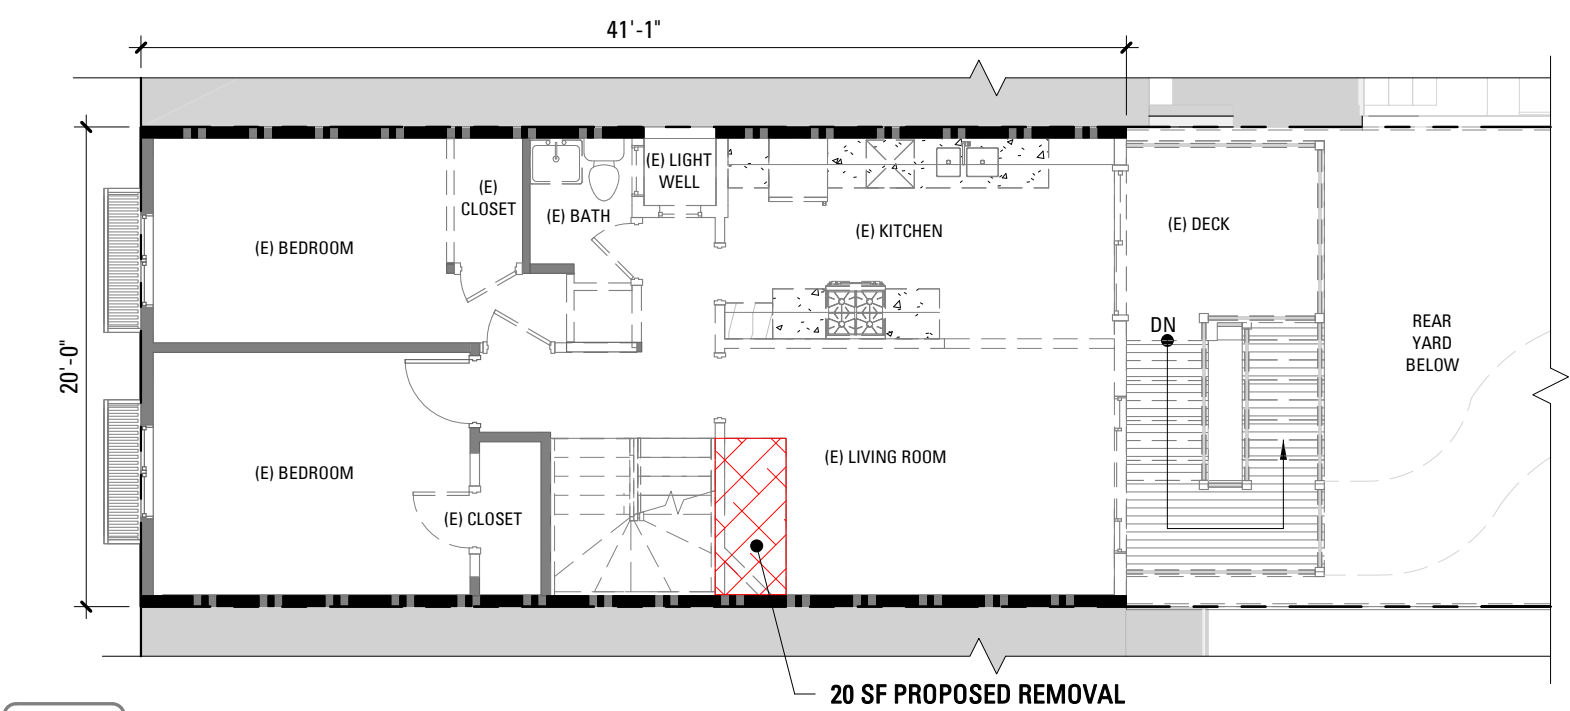 41'-1"
(E) LIGHT
WELL
(E)
CLOSET
(E) BATH
(E) BEDROOM
(E) KITCHEN
(E) DECK
DN
REAR
YARD
BELOW
20'-0"
(E) BEDROOM
(E) LIVING ROOM
(E) CLOSET
20 SF PROPOSED REMOVAL